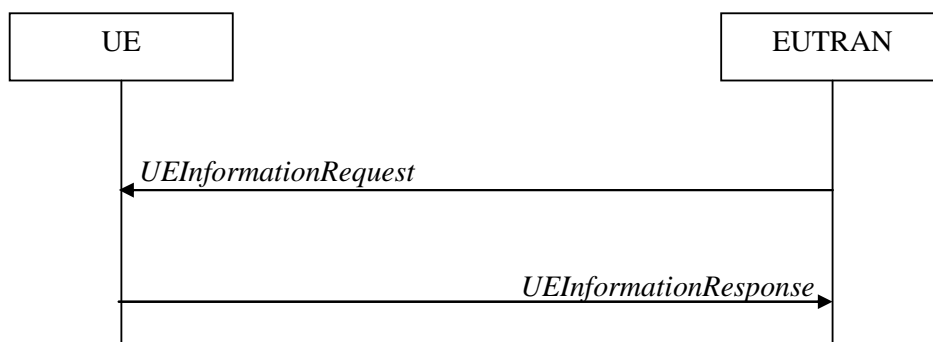 UE
EUTRAN
UEInformationRequest
UEInformationResponse